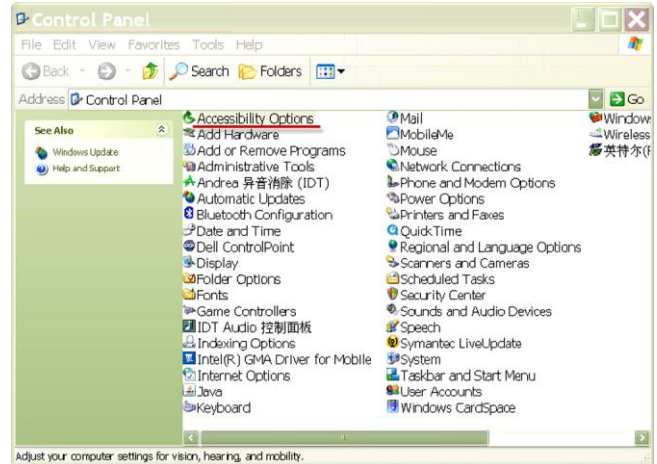 Control Panel
File Edit View Favorites Tools Help
Back Search Folders
Address Control Panel Go
See Also
Windows Update
Help and Support
Accessibility Options
Add Hardware
Add or Remove Programs
Administrative Tools
Andrea 异音消除 (IDT)
Automatic Updates
Bluetooth Configuration
Date and Time
Dell ControlPoint
Display
Folder Options
Fonts
Game Controllers
IDT Audio 控制面板
Indexing Options
Intel(R) GMA Driver for Mobile
Internet Options
Java
Keyboard
Mail
MobileMe
Mouse
Network Connections
Phone and Modem Options
Power Options
Printers and Faxes
QuickTime
Regional and Language Options
Scanners and Cameras
Scheduled Tasks
Security Center
Sounds and Audio Devices
Speech
Symantec LiveUpdate
System
Taskbar and Start Menu
User Accounts
Windows CardSpace
Window
Wireless
英特尔(
Adjust your computer settings for vision, hearing, and mobility.